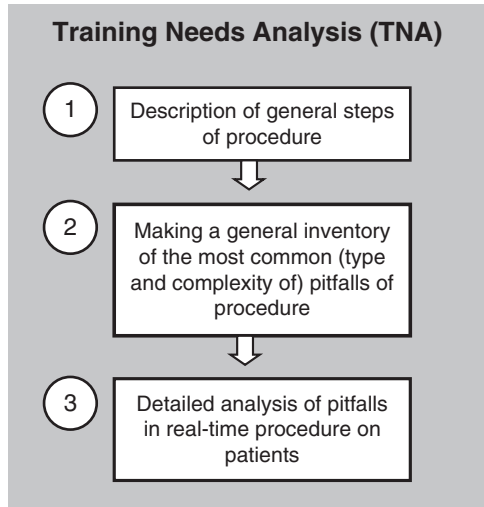 Training Needs Analysis (TNA)
1
Description of general steps
of procedure
2
Making a general inventory
of the most common (type
and complexity of) pitfalls of
procedure
3
Detailed analysis of pitfalls
in real-time procedure on
patients